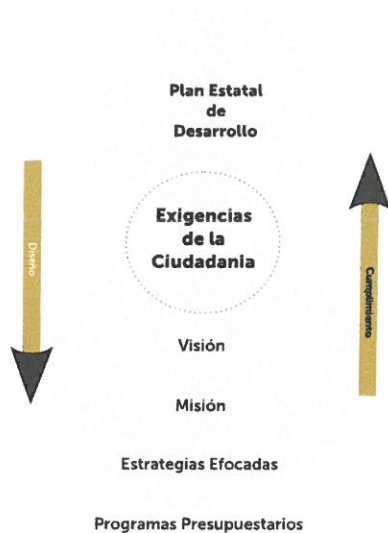 Plan Estatal
de
Desarrollo
Exigencias
de la
Ciudadania
Diseño
Cumplimiento
Visión
Misión
Estrategias Efocadas
Programas Presupuestarios